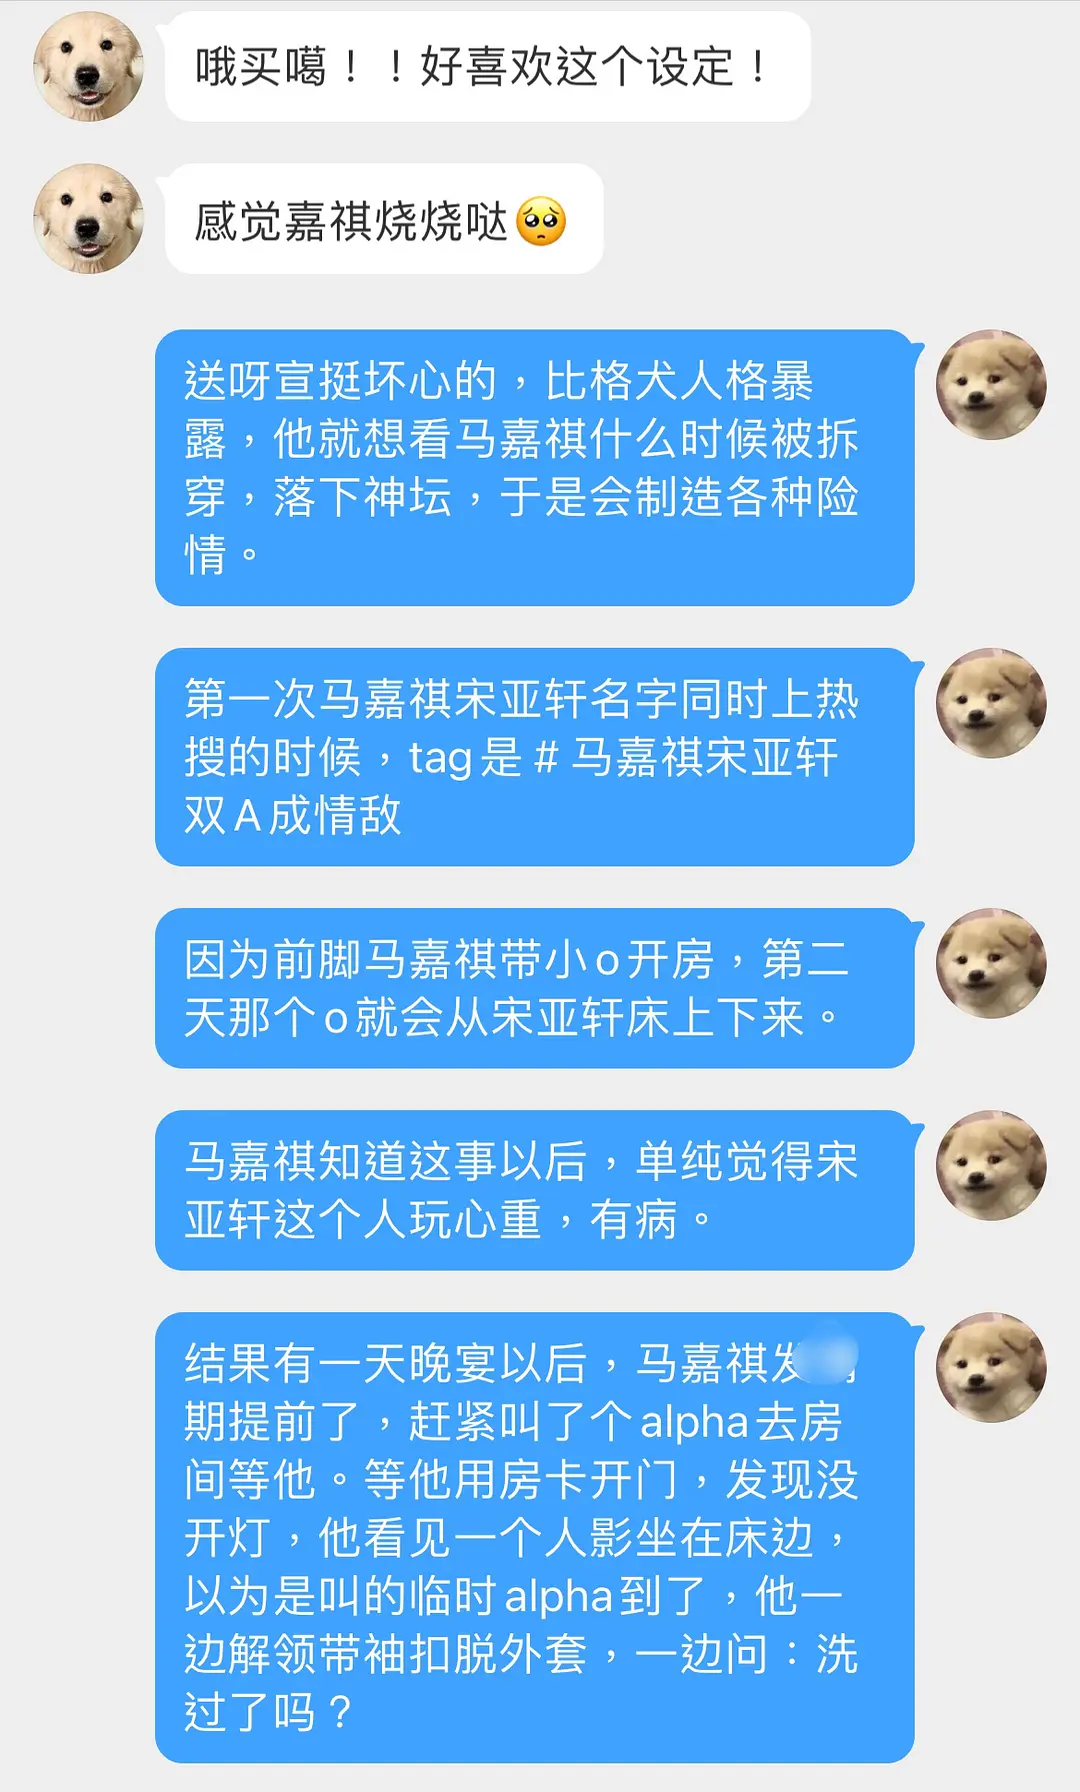 哦买噶！！好喜欢这个设定！
感觉嘉祺烧烧哒🥺
送呀宣挺坏心的，比格犬人格暴
露，他就想看马嘉祺什么时候被拆
穿，落下神坛，于是会制造各种险
情。
第一次马嘉祺宋亚轩名字同时上热
搜的时候，tag是＃马嘉祺宋亚轩
双A成情敌
因为前脚马嘉祺带小o开房，第二
天那个o就会从宋亚轩床上下来。
马嘉祺知道这事以后，单纯觉得宋
亚轩这个人玩心重，有病。
结果有一天晚宴以后，马嘉祺发
期提前了，赶紧叫了个alpha去房
间等他。等他用房卡开门，发现没
开灯，他看见一个人影坐在床边，
以为是叫的临时alpha到了，他一
边解领带袖扣脱外套，一边问：洗
过了吗？